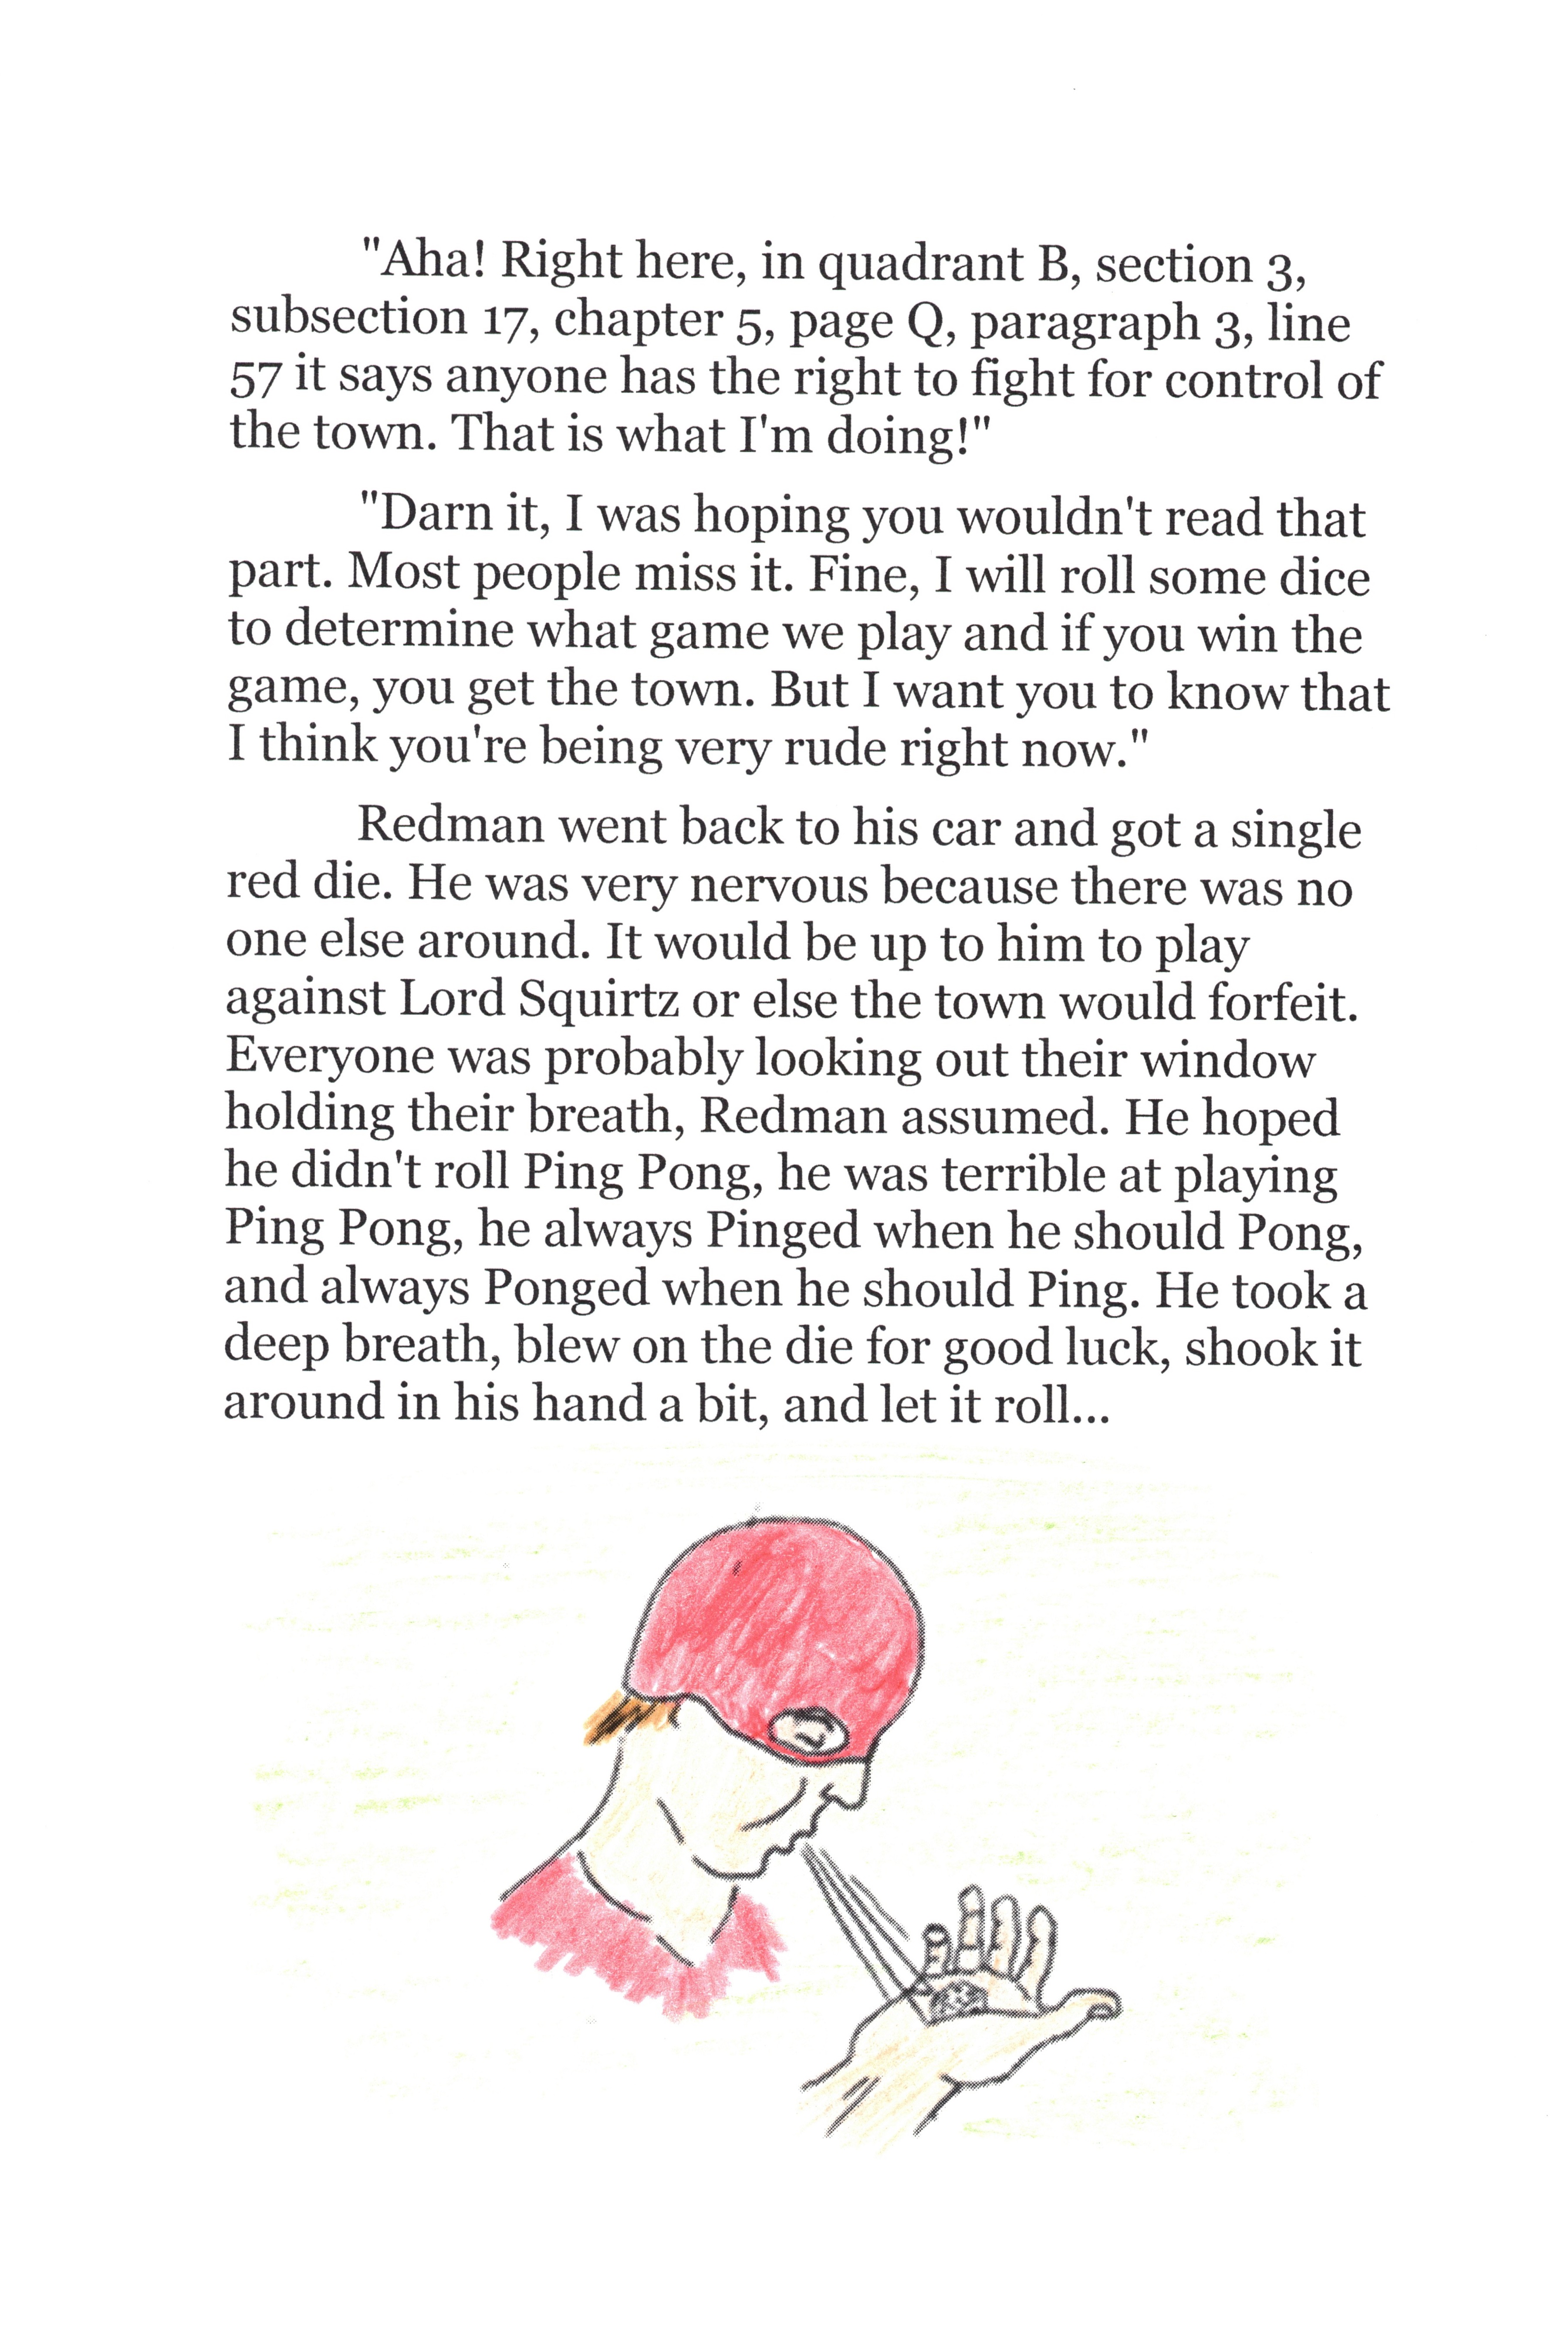 "Aha! Right here, in quadrant B, section 3,
subsection 17, chapter 5, page Q, paragraph 3, line
57 it says anyone has the right to fight for control of
the town. That is what I'm doing!"
"Darn it, I was hoping you wouldn't read that
part. Most people miss it. Fine, I will roll some dice
to determine what game we play and if you win the
game, you get the town. But I want you to know that
I think you're being very rude right now."
Redman went back to his car and got a single
red die. He was very nervous because there was no
one else around. It would be up to him to play
against Lord Squirtz or else the town would forfeit.
Everyone was probably looking out their window
holding their breath, Redman assumed. He hoped
he didn't roll Ping Pong, he was terrible at playing
Ping Pong, he always Pinged when he should Pong,
and always Ponged when he should Ping. He took a
deep breath, blew on the die for good luck, shook it
around in his hand a bit, and let it roll...